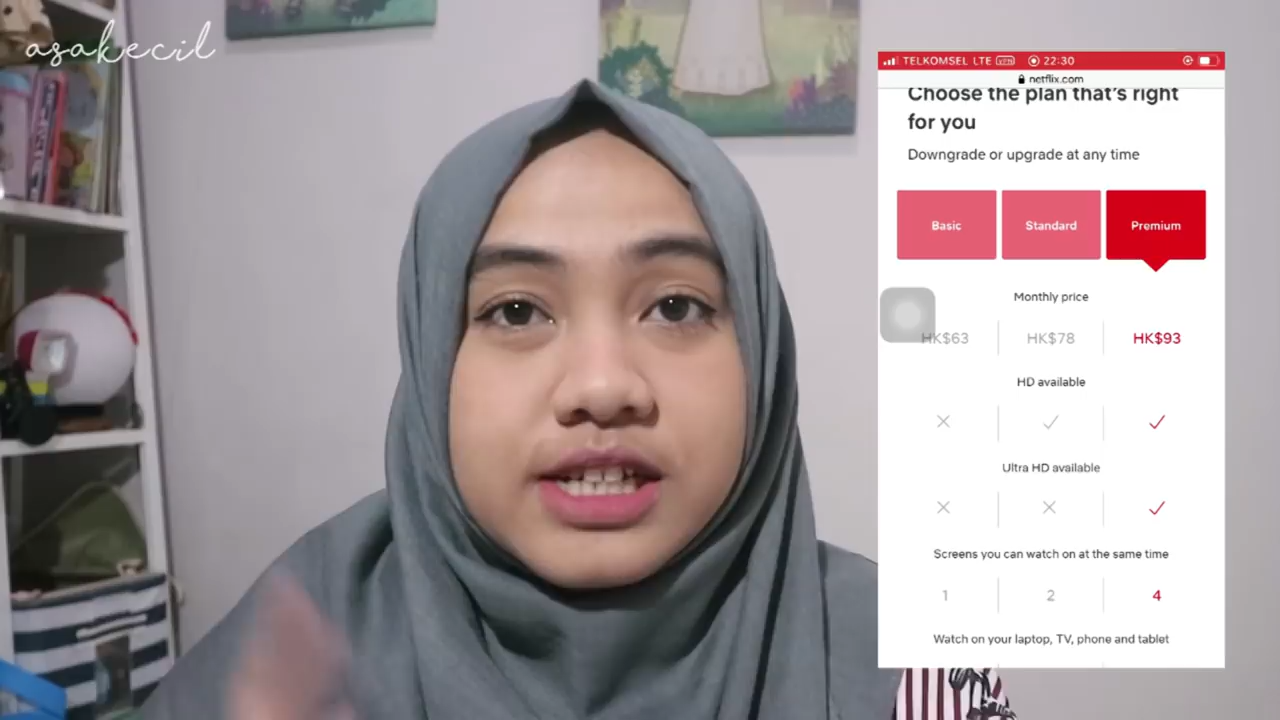 asakecil
TELKOMSEL LTE VPN 22:30
netflix.com
Choose the plan that's right
for you
Downgrade or upgrade at any time
Basic Standard Premium
Monthly price
HK$63 HK$78 HK$93
HD available
Ultra HD available
Screens you can watch on at the same time
1 2 4
Watch on your laptop, TV, phone and tablet